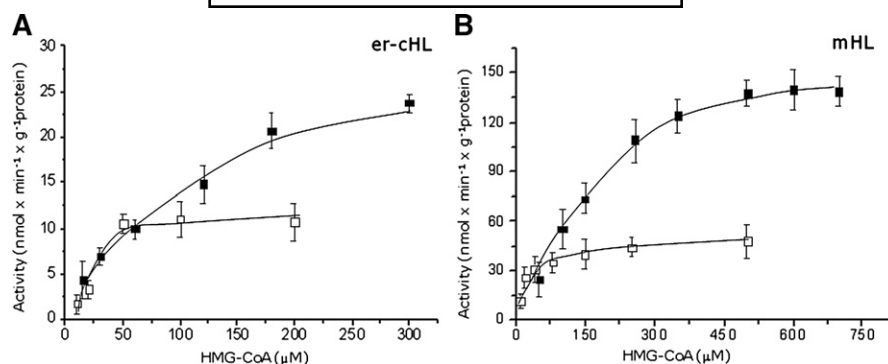 A
er-cHL
Activity (nmol x min⁻¹ x g⁻¹protein)
30
25
20
15
10
5
0
0 50 100 150 200 250 300
HMG-CoA (μM)
B
mHL
Activity (nmol x min⁻¹ x g⁻¹protein)
150
120
90
60
30
0
0 150 300 450 600 750
HMG-CoA (μM)